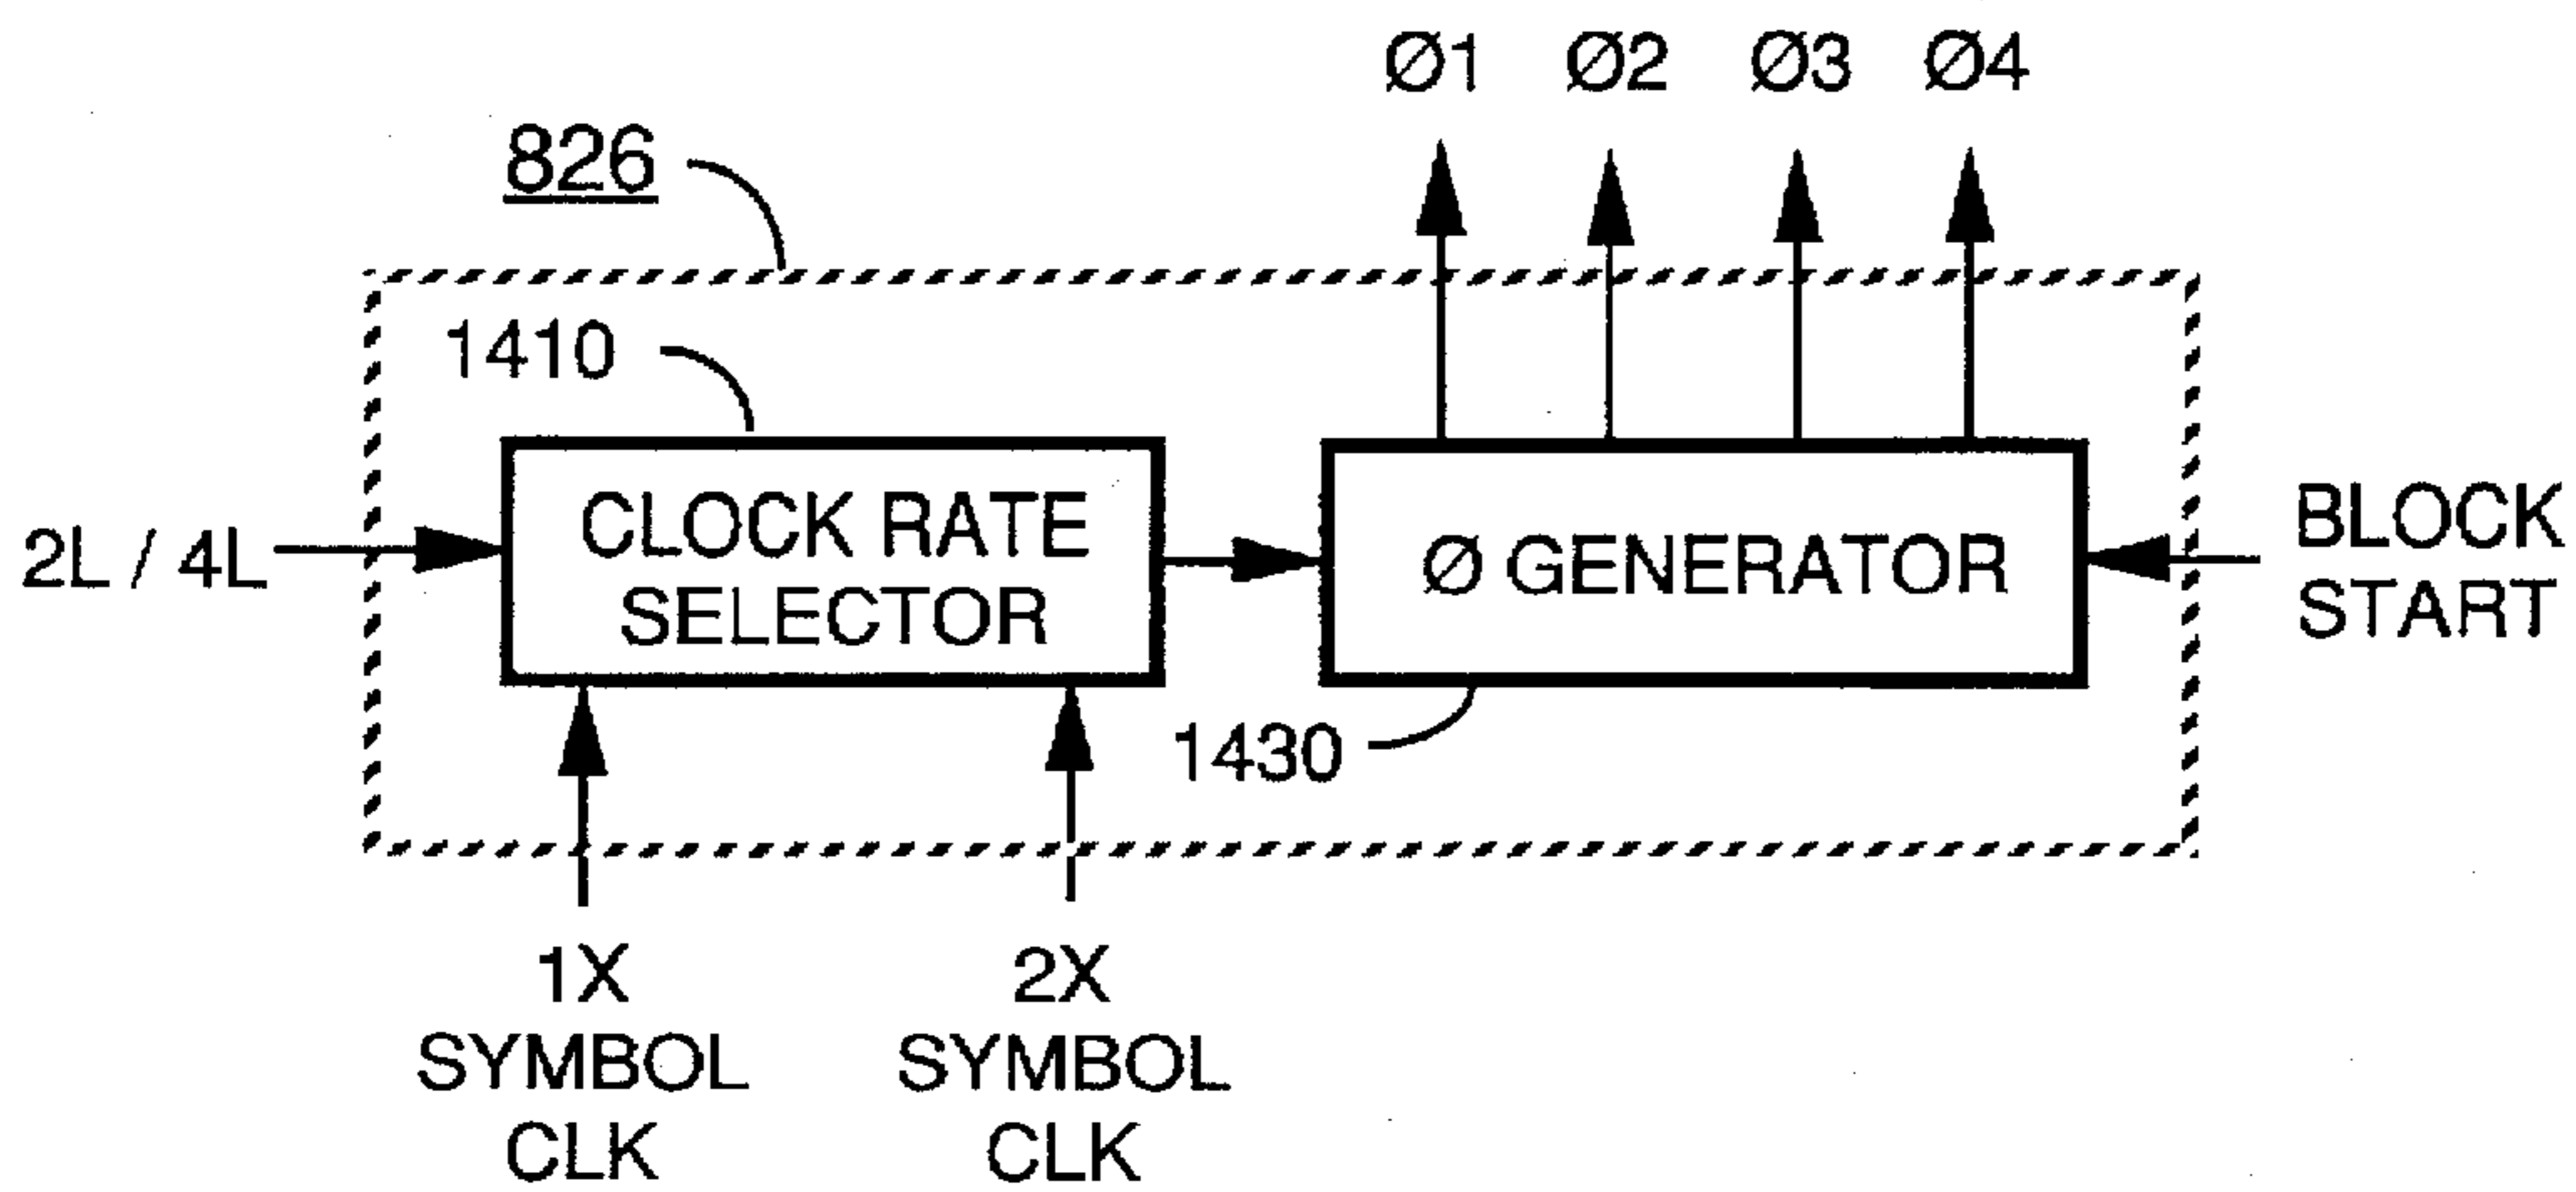 Ø1 Ø2 Ø3 Ø4
826
1410
CLOCK RATE
SELECTOR
Ø GENERATOR
2L / 4L
BLOCK
START
1430
1X
SYMBOL
CLK
2X
SYMBOL
CLK